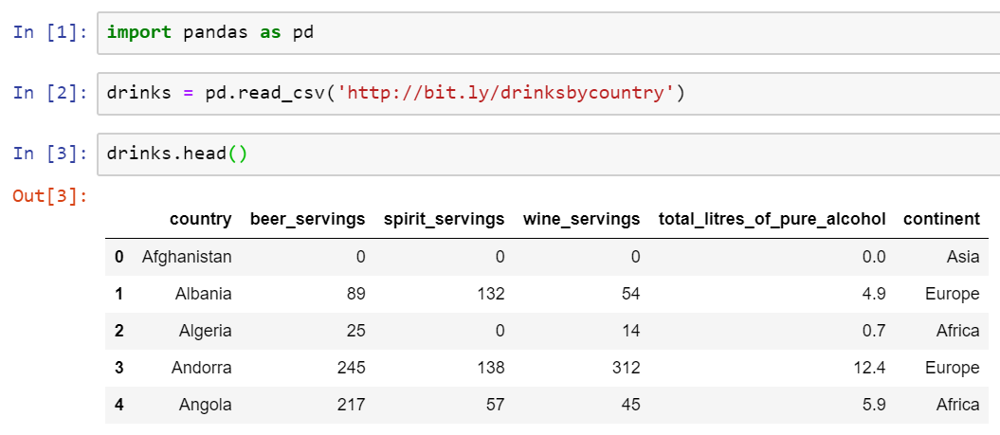 In [1]: import pandas as pd
In [2]: drinks = pd.read_csv('http://bit.ly/drinksbycountry')
In [3]: drinks.head()
Out[3]:
country beer_servings spirit_servings wine_servings total_litres_of_pure_alcohol continent
0 Afghanistan 0 0 0 0.0 Asia
1 Albania 89 132 54 4.9 Europe
2 Algeria 25 0 14 0.7 Africa
3 Andorra 245 138 312 12.4 Europe
4 Angola 217 57 45 5.9 Africa